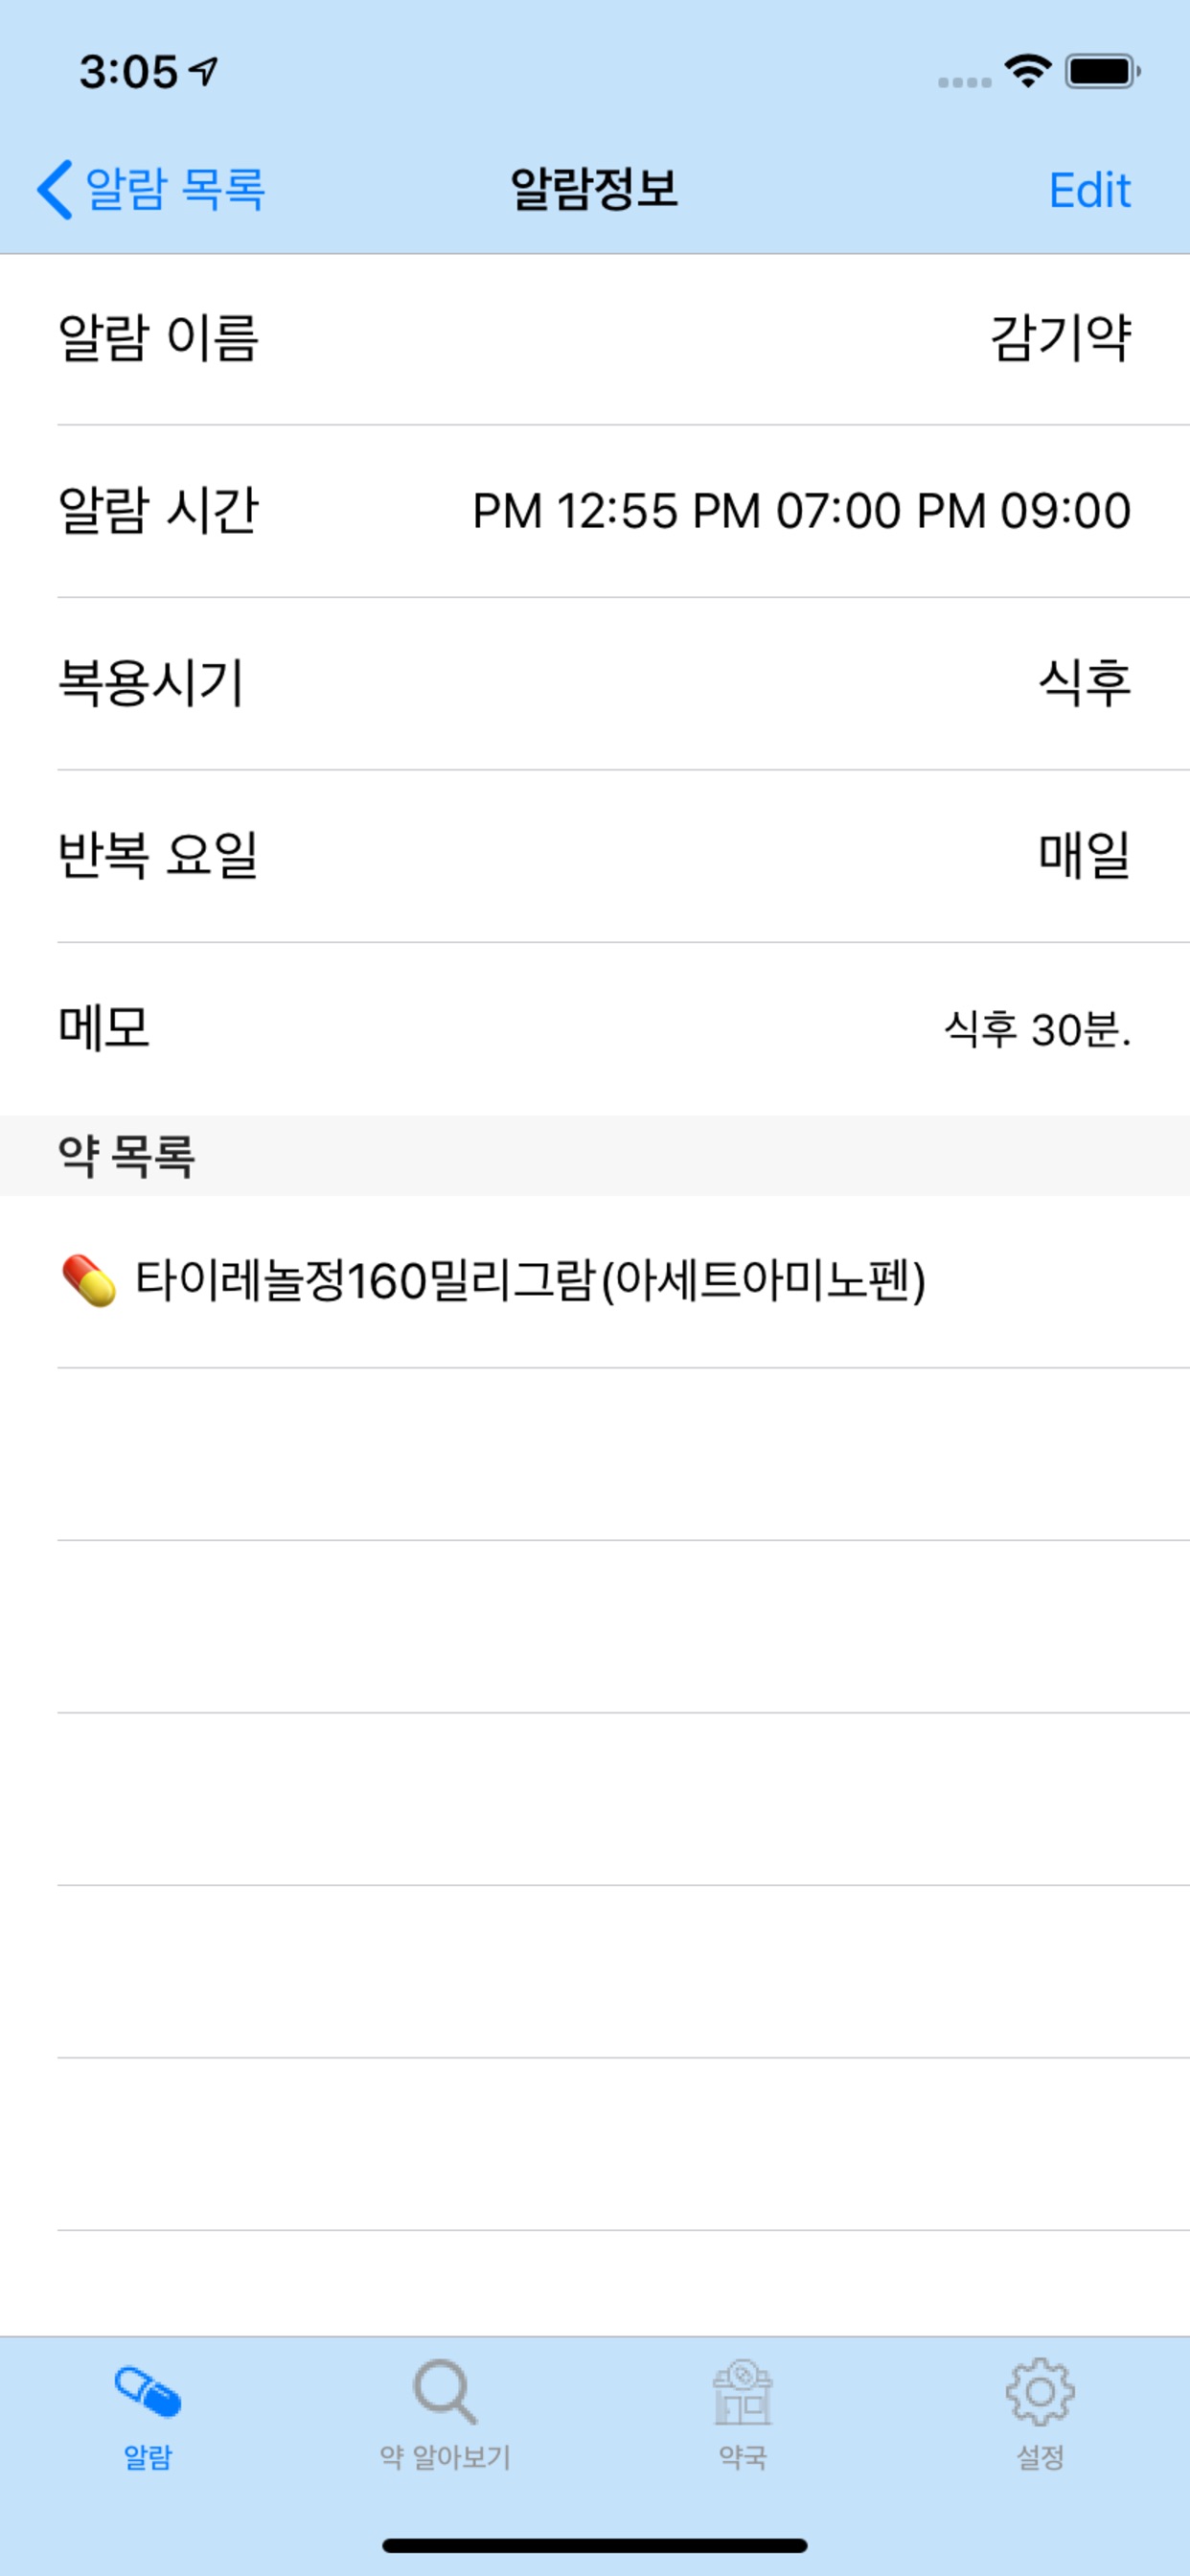 3:05
알람 목록 알람정보 Edit
알람 이름 감기약
알람 시간 PM 12:55 PM 07:00 PM 09:00
복용시기 식후
반복 요일 매일
메모 식후 30분.
약 목록
타이레놀정160밀리그람(아세트아미노펜)
알람 약 알아보기 약국 설정